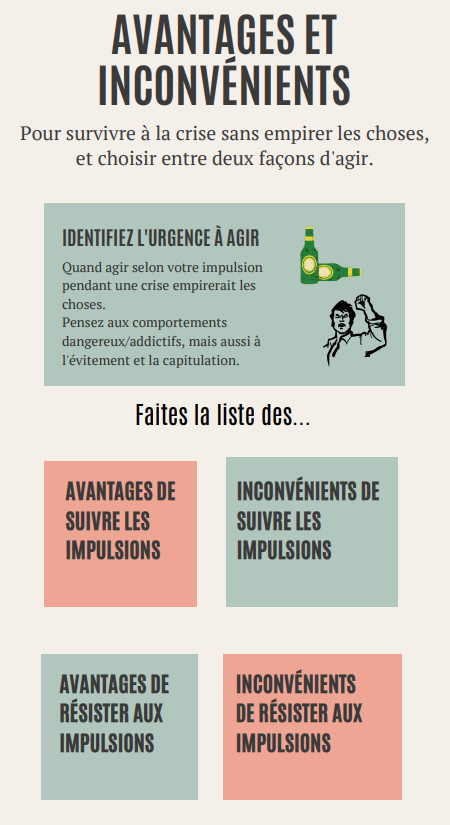 AVANTAGES ET
INCONVÉNIENTS
Pour survivre à la crise sans empirer les choses,
et choisir entre deux façons d'agir.
IDENTIFIEZ L'URGENCE À AGIR
Quand agir selon votre impulsion
pendant une crise empirerait les
choses.
Pensez aux comportements
dangereux/addictifs, mais aussi à
l'évitement et la capitulation.
Faites la liste des...
AVANTAGES DE
SUIVRE LES
IMPULSIONS
INCONVÉNIENTS DE
SUIVRE LES
IMPULSIONS
AVANTAGES DE
RÉSISTER AUX
IMPULSIONS
INCONVÉNIENTS
DE RÉSISTER AUX
IMPULSIONS